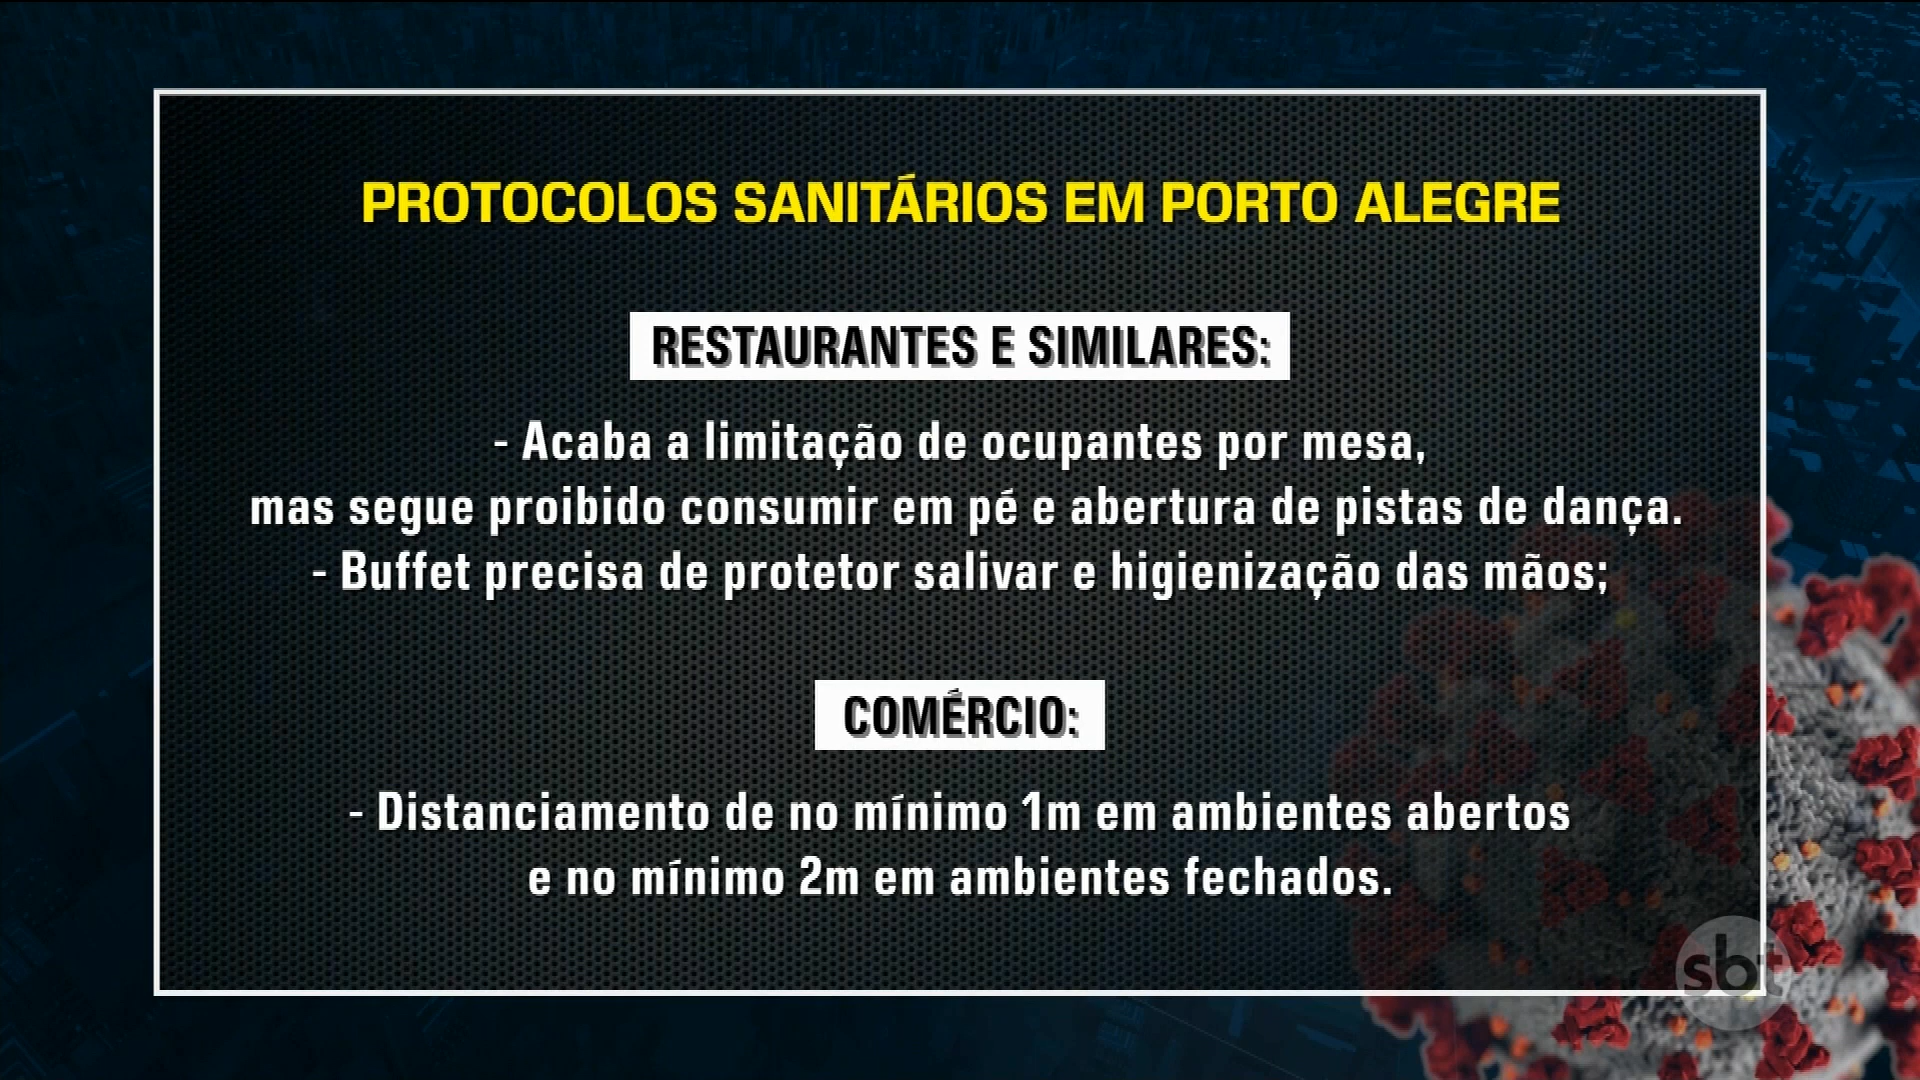 PROTOCOLOS SANITÁRIOS EM PORTO ALEGRE
RESTAURANTES E SIMILARES:
- Acaba a limitação de ocupantes por mesa,
mas segue proibido consumir em pé e abertura de pistas de dança.
- Buffet precisa de protetor salivar e higienização das mãos;
COMÉRCIO:
- Distanciamento de no mínimo 1m em ambientes abertos
e no mínimo 2m em ambientes fechados.
sbt